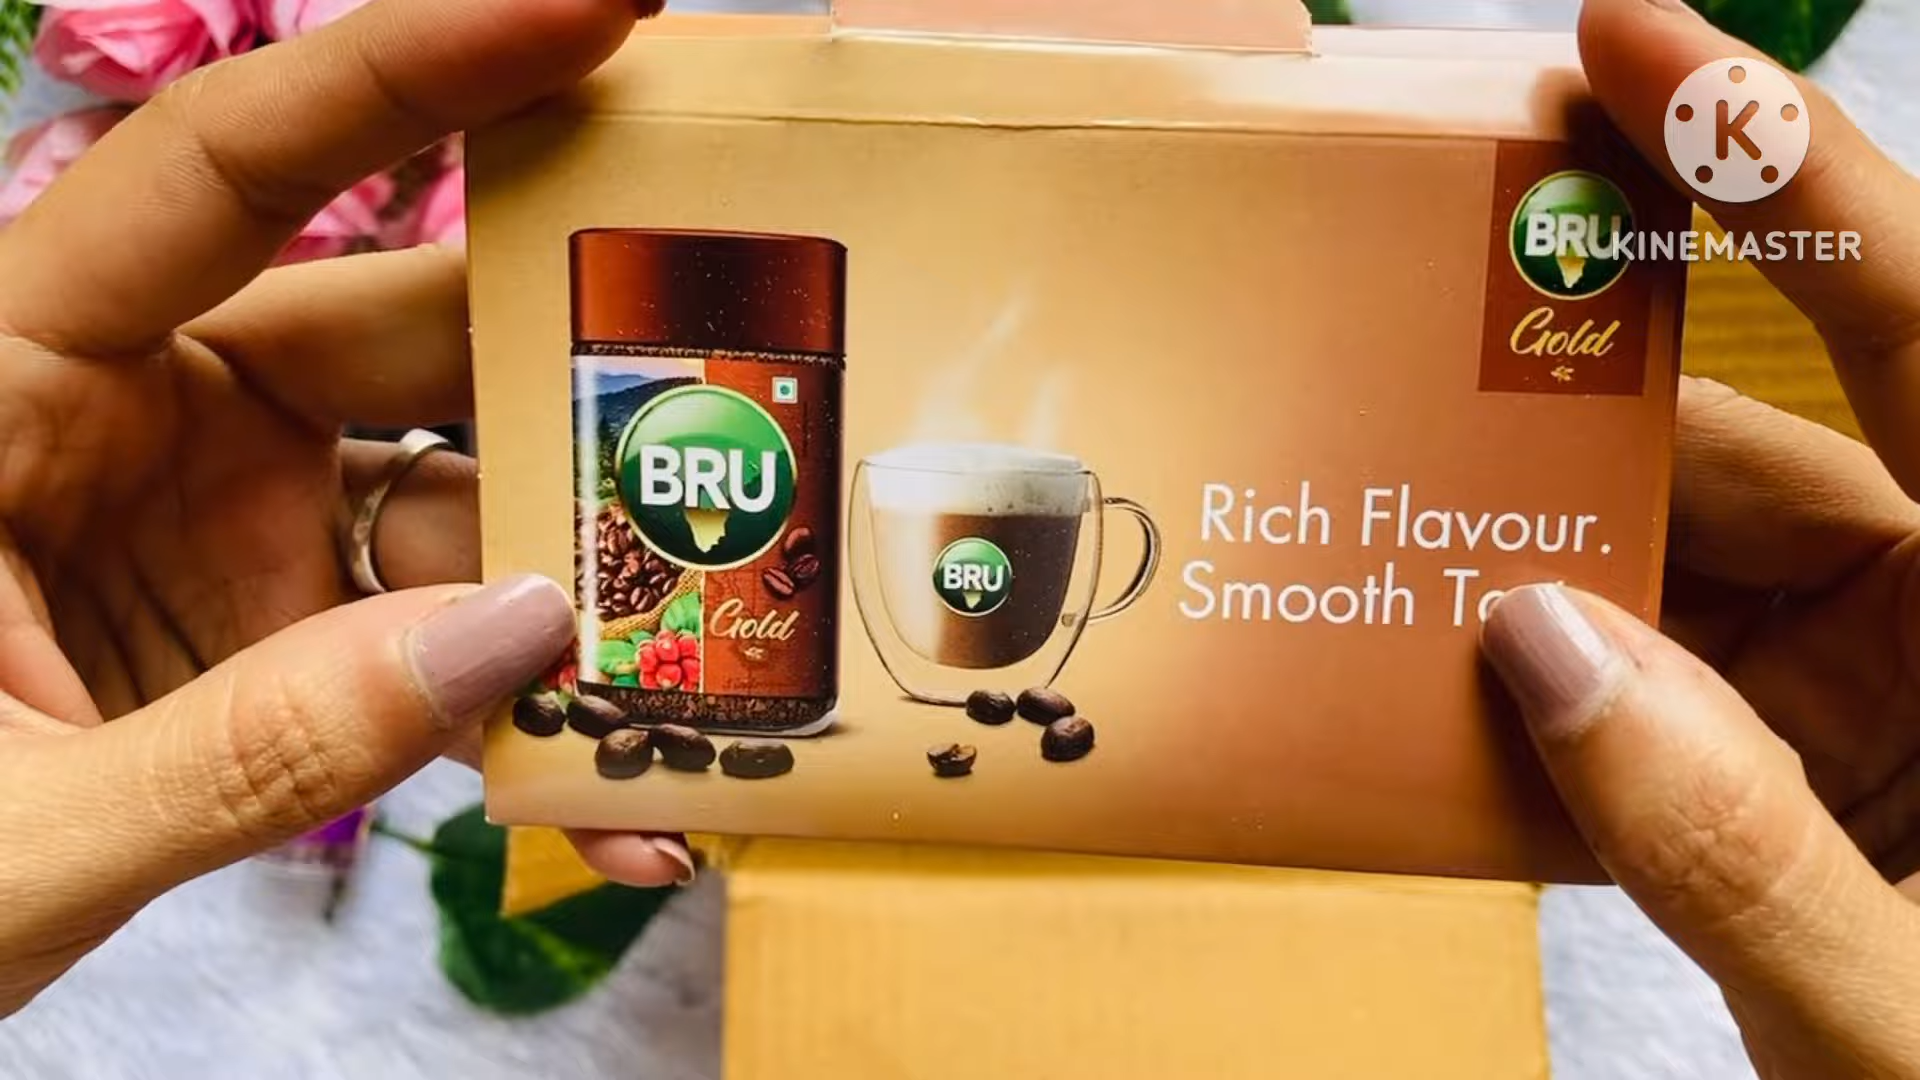 BRU
Gold
BRU
Rich Flavour.
Smooth
BRU
Gold
K
KINEMASTER